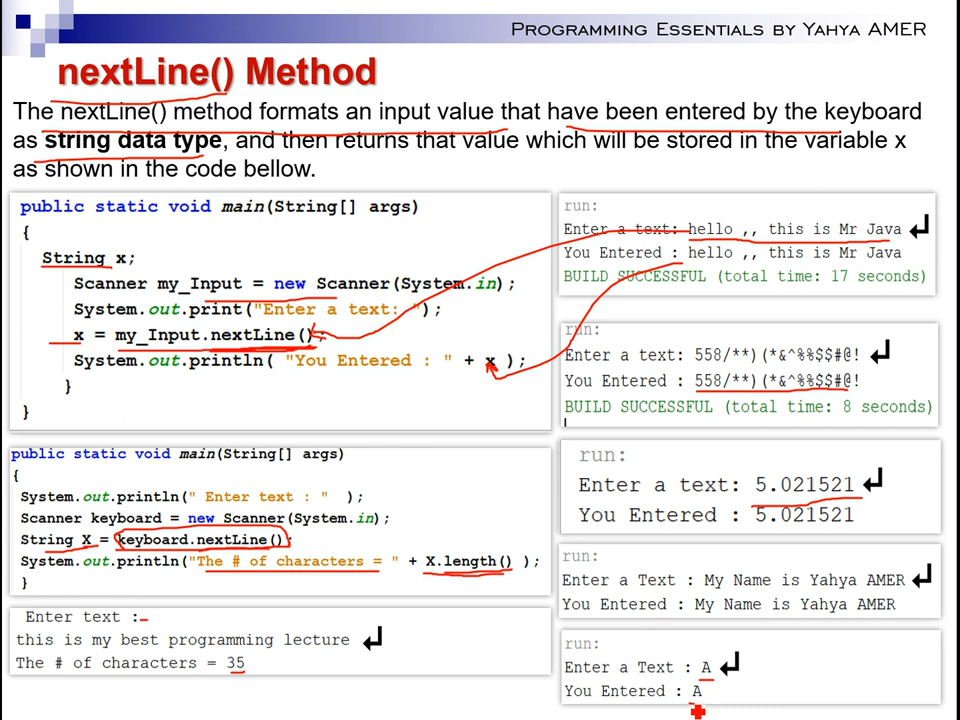 PROGRAMMING ESSENTIALS BY YAHYA AMER
nextLine() Method
The nextLine() method formats an input value that have been entered by the keyboard
as string data type, and then returns that value which will be stored in the variable x
as shown in the code bellow.
public static void main(String[] args)
{
String x;
Scanner my_Input = new Scanner(System.in);
System.out.print("Enter a text: ");
x = my_Input.nextLine();
System.out.println( "You Entered : " + x );
}
}
public static void main(String[] args)
{
System.out.println(" Enter text : " );
Scanner keyboard = new Scanner(System.in);
String X = keyboard.nextLine();
System.out.println("The # of characters = " + X.length() );
}
Enter text :
this is my best programming lecture
The # of characters = 35
run:
Enter a text: hello ,, this is Mr Java
You Entered : hello ,, this is Mr Java
BUILD SUCCESSFUL (total time: 17 seconds)
run:
Enter a text: 558/**)(*&^%%$$#@!
You Entered : 558/**)(*&^%%$$#@!
BUILD SUCCESSFUL (total time: 8 seconds)
run:
Enter a text: 5.021521
You Entered : 5.021521
run:
Enter a Text : My Name is Yahya AMER
You Entered : My Name is Yahya AMER
run:
Enter a Text : A
You Entered : A